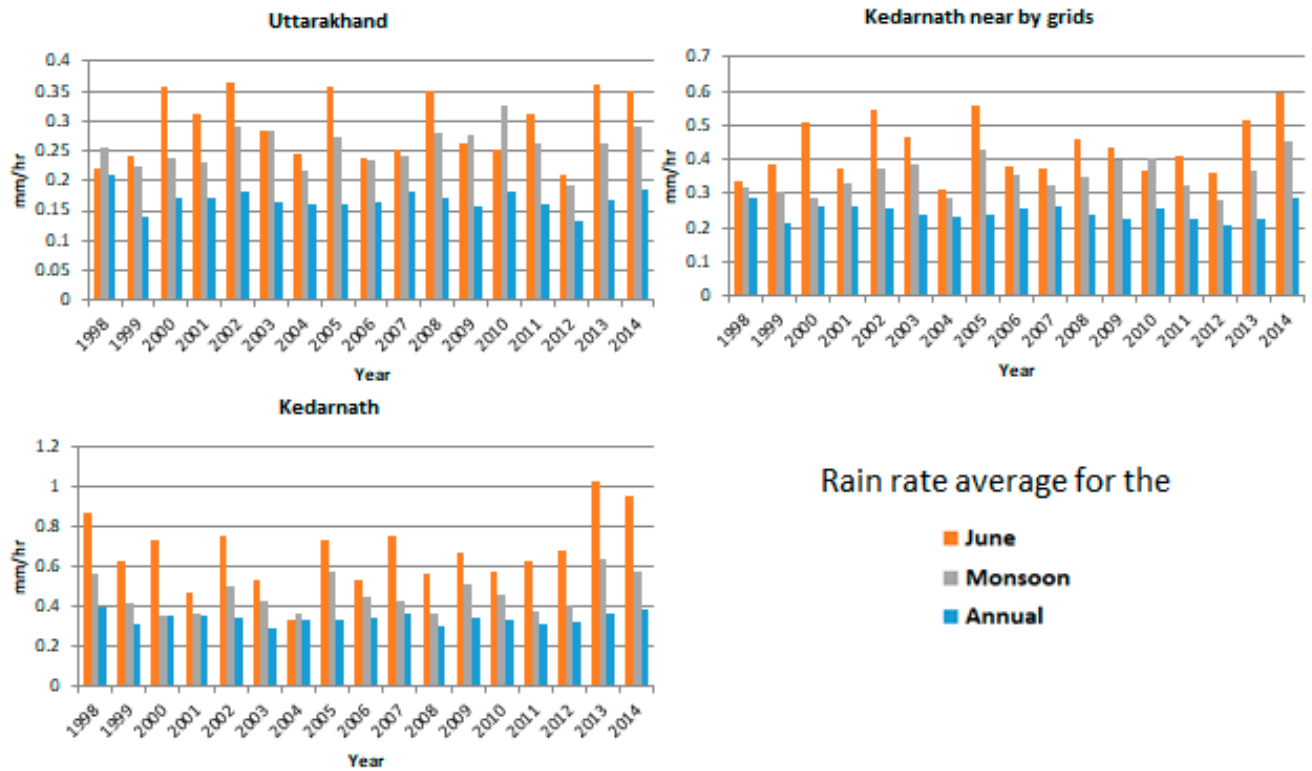 Uttarakhand
0.4
0.35
0.3
0.25
0.2
0.15
0.1
0.05
0
mm/hr
1998 1999 2000 2001 2002 2003 2004 2005 2006 2007 2008 2009 2010 2011 2012 2013 2014
Year
Kedarnath near by grids
0.7
0.6
0.5
0.4
0.3
0.2
0.1
0
mm/hr
1998 1999 2000 2001 2002 2003 2004 2005 2006 2007 2008 2009 2010 2011 2012 2013 2014
Year
Kedarnath
1.2
1
0.8
0.6
0.4
0.2
0
mm/hr
1998 1999 2000 2001 2002 2003 2004 2005 2006 2007 2008 2009 2010 2011 2012 2013 2014
Year
Rain rate average for the
June
Monsoon
Annual